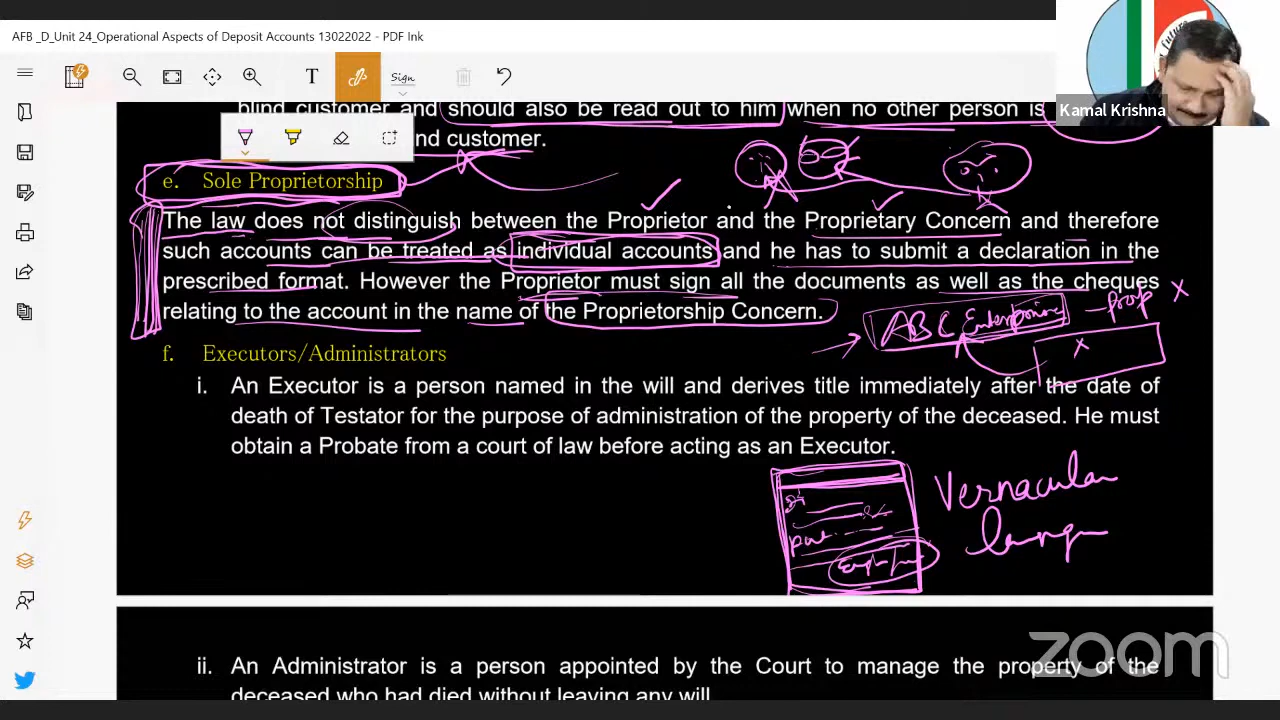 AFB _D_Unit 24_Operational Aspects of Deposit Accounts 13022022 - PDF Ink
future
Kamal Krishna
T
Sign
blind customer and should also be read out to him when no other person is
nd customer.
e. Sole Proprietorship
The law does not distinguish between the Proprietor and the Proprietary Concern and therefore
such accounts can be treated as individual accounts and he has to submit a declaration in the
prescribed format. However the Proprietor must sign all the documents as well as the cheques
relating to the account in the name of the Proprietorship Concern.
ABC Enterprises — prop X
X
f. Executors/Administrators
i. An Executor is a person named in the will and derives title immediately after the date of
death of Testator for the purpose of administration of the property of the deceased. He must
obtain a Probate from a court of law before acting as an Executor.
Vernacular
ii. An Administrator is a person appointed by the Court to manage the property of the
deceased who had died without leaving any will
zoom